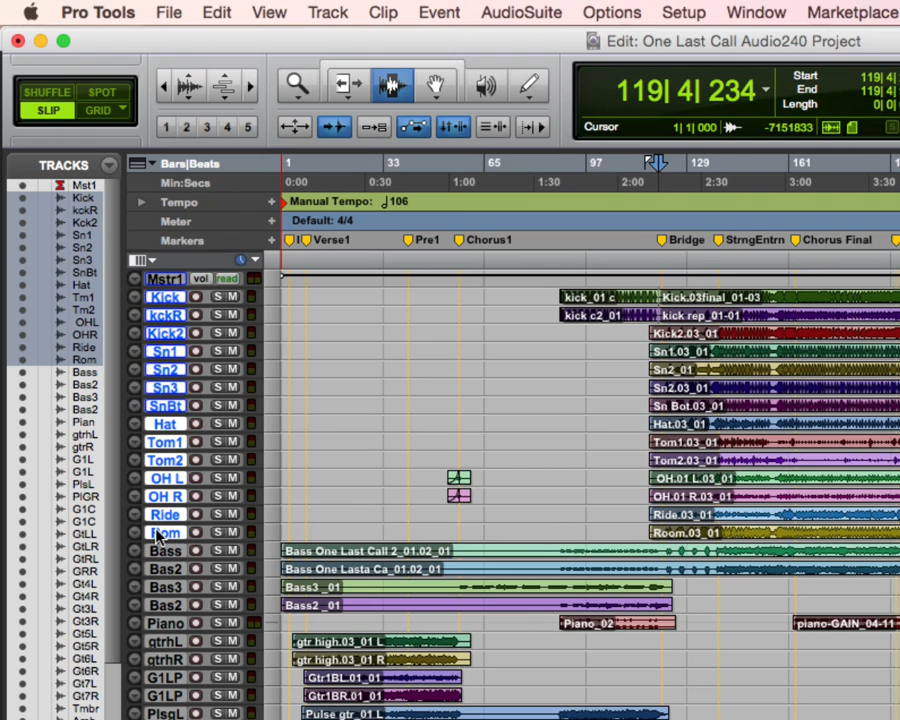 Pro Tools File Edit View Track Clip Event AudioSuite Options Setup Window Marketplace
Edit: One Last Call Audio240 Project
SHUFFLE SPOT
SLIP GRID
1 2 3 4 5
119| 4| 234
Start 119| 4|
End 119| 4|
Length 0| 0|
Cursor 1| 1| 000 -7151833
TRACKS
Mst1
Kick
kckR
Kck2
Sn1
Sn2
Sn3
SnBt
Hat
Tm1
Tm2
OHL
OHR
Ride
Rom
Bass
Bas2
Bas3
Bas2
Pian
gtrhL
gtrR
G1L
G1L
PlsL
PlGR
G1C
G1C
GtLL
GtLR
GtRL
GRR
Gt4L
Gt4R
Gt3L
Gt3R
Gt5L
Gt5R
Gt6L
Gt6R
Gt7L
Gt7R
Tmbr
Bars|Beats 1 33 65 97 129 161
Min:Secs 0:00 0:30 1:00 1:30 2:00 2:30 3:00 3:30
Tempo Manual Tempo: 106
Meter Default: 4/4
Markers I Verse1 Pre1 Chorus1 Bridge StrngEntrn Chorus Final
Mstr1 vol read
Kick S M kick_01 c Kick.03final_01-03
kckR S M kick c2_01 kick rep_01-01
Kick2 S M Kick2.03_01
Sn1 S M Sn1.03_01
Sn2 S M Sn2_01
Sn3 S M Sn2.03_01
SnBt S M Sn Bot.03_01
Hat S M Hat.03_01
Tom1 S M Tom1.03_01
Tom2 S M Tom2.03_01
OH L S M OH.01 L.03_01
OH R S M OH.01 R.03_01
Ride S M Ride.03_01
Rom S M Room.03_01
Bass S M Bass One Last Call 2_01.02_01
Bas2 S M Bass One Lasta Ca_01.02_01
Bas3 S M Bass3 _01
Bas2 S M Bass2 _01
Piano S M Piano_02 piano-GAIN_04-11
gtrhL S M gtr high.03_01 L
gtrhR S M gtr high.03_01 R
G1LP S M Gtr1BL.01_01
G1LP S M Gtr1BR.01_01
PlsgL S M Pulse gtr_01 L